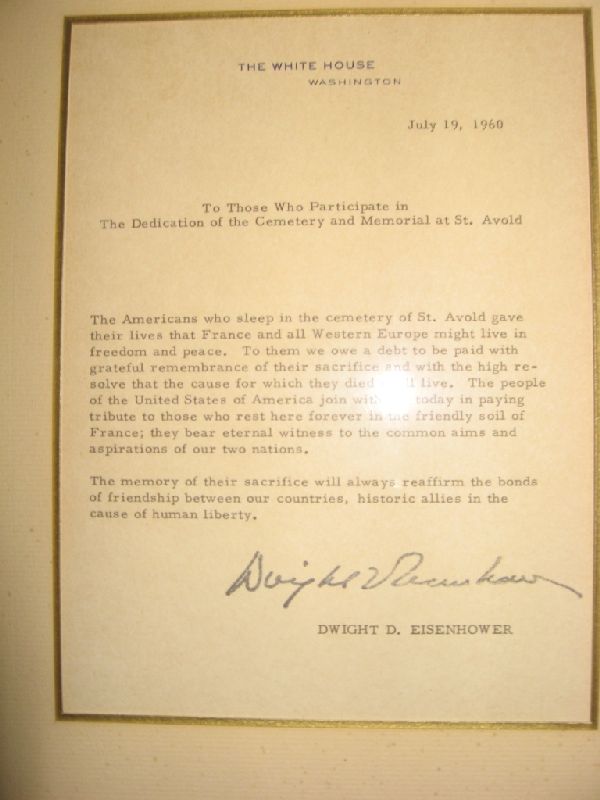 THE WHITE HOUSE
WASHINGTON
July 19, 1960
To Those Who Participate in
The Dedication of the Cemetery and Memorial at St. Avold
The Americans who sleep in the cemetery of St. Avold gave
their lives that France and all Western Europe might live in
freedom and peace. To them we owe a debt to be paid with
grateful remembrance of their sacrifice and with the high re-
solve that the cause for which they died live. The people
of the United States of America join today in paying
tribute to those who rest here forever in the friendly soil of
France; they bear eternal witness to the common aims and
aspirations of our two nations.
The memory of their sacrifice will always reaffirm the bonds
of friendship between our countries, historic allies in the
cause of human liberty.
Dwight D Eisenhower
DWIGHT D. EISENHOWER